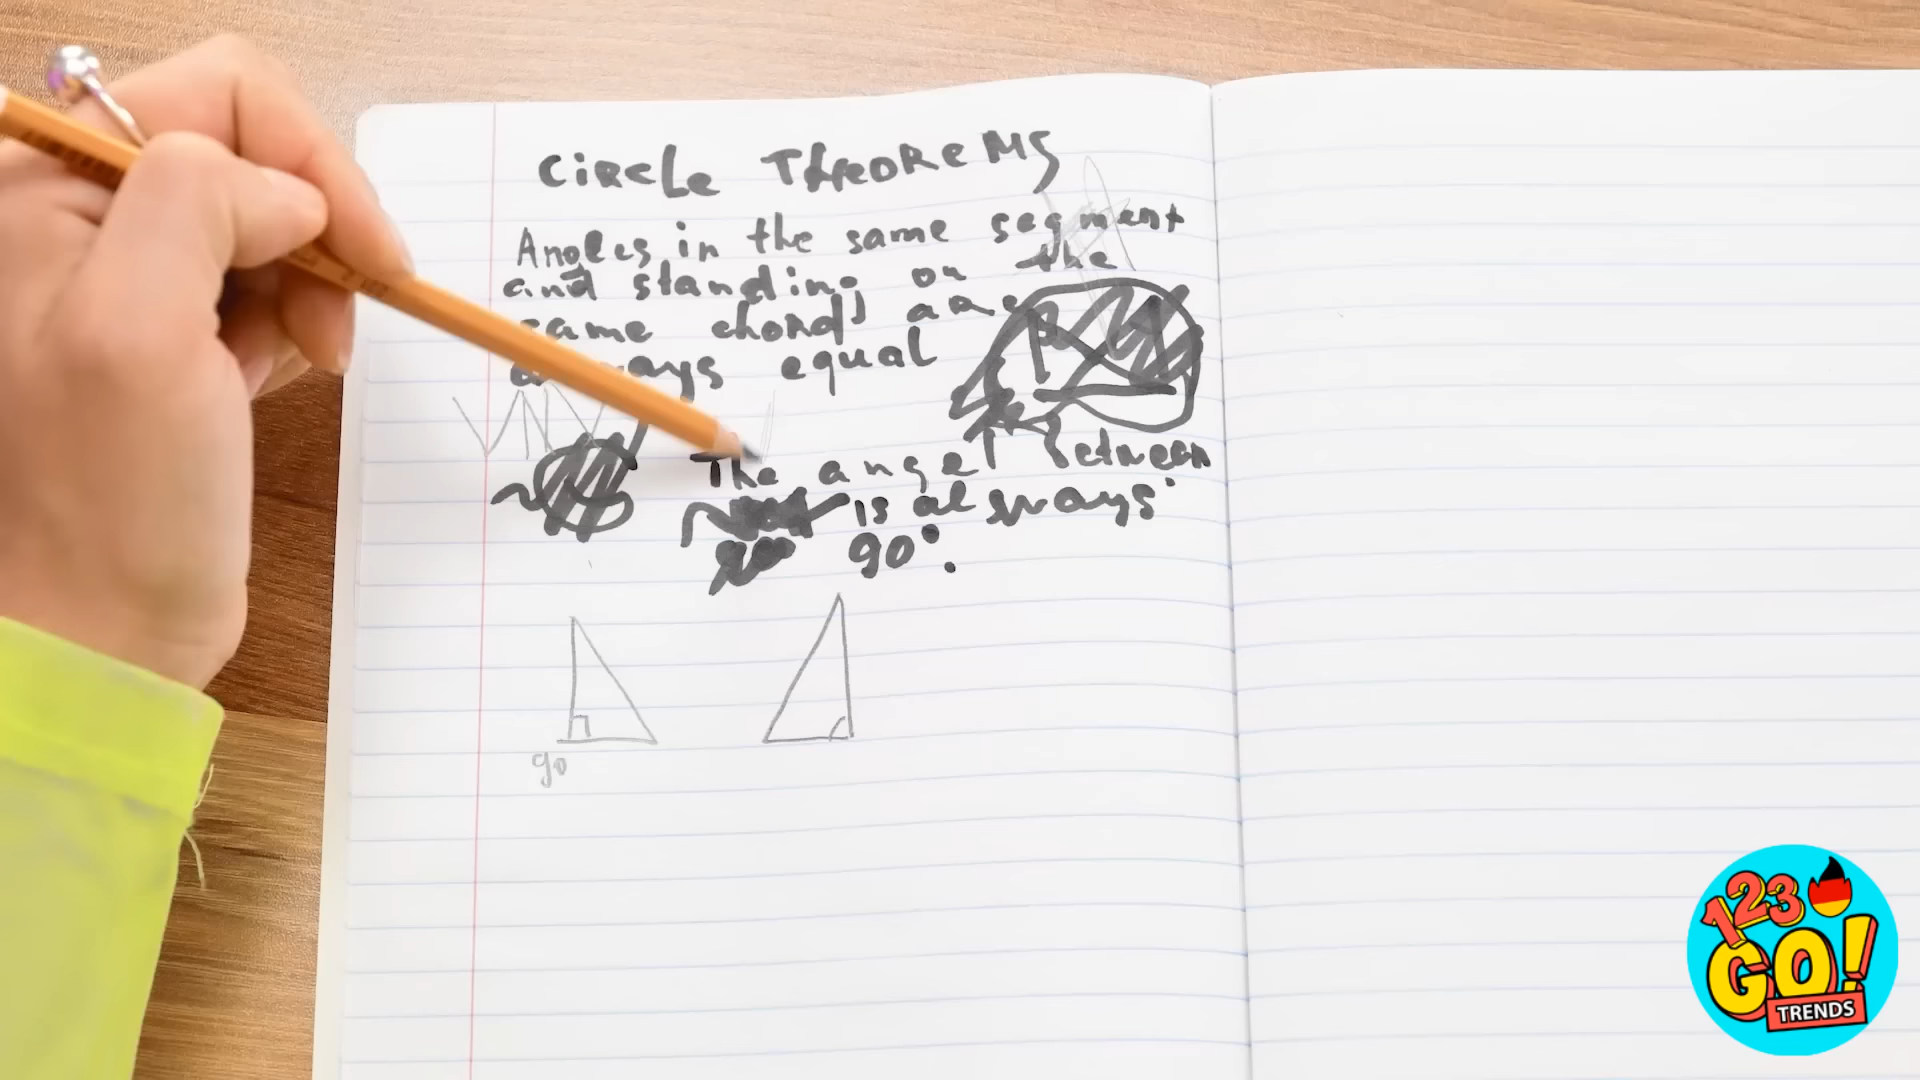 CiRcLe TheoReMS
Angles in the same segment
and standing on the
same chord are
always equal
The angel between
is always
90°.
90
123
GO!
TRENDS